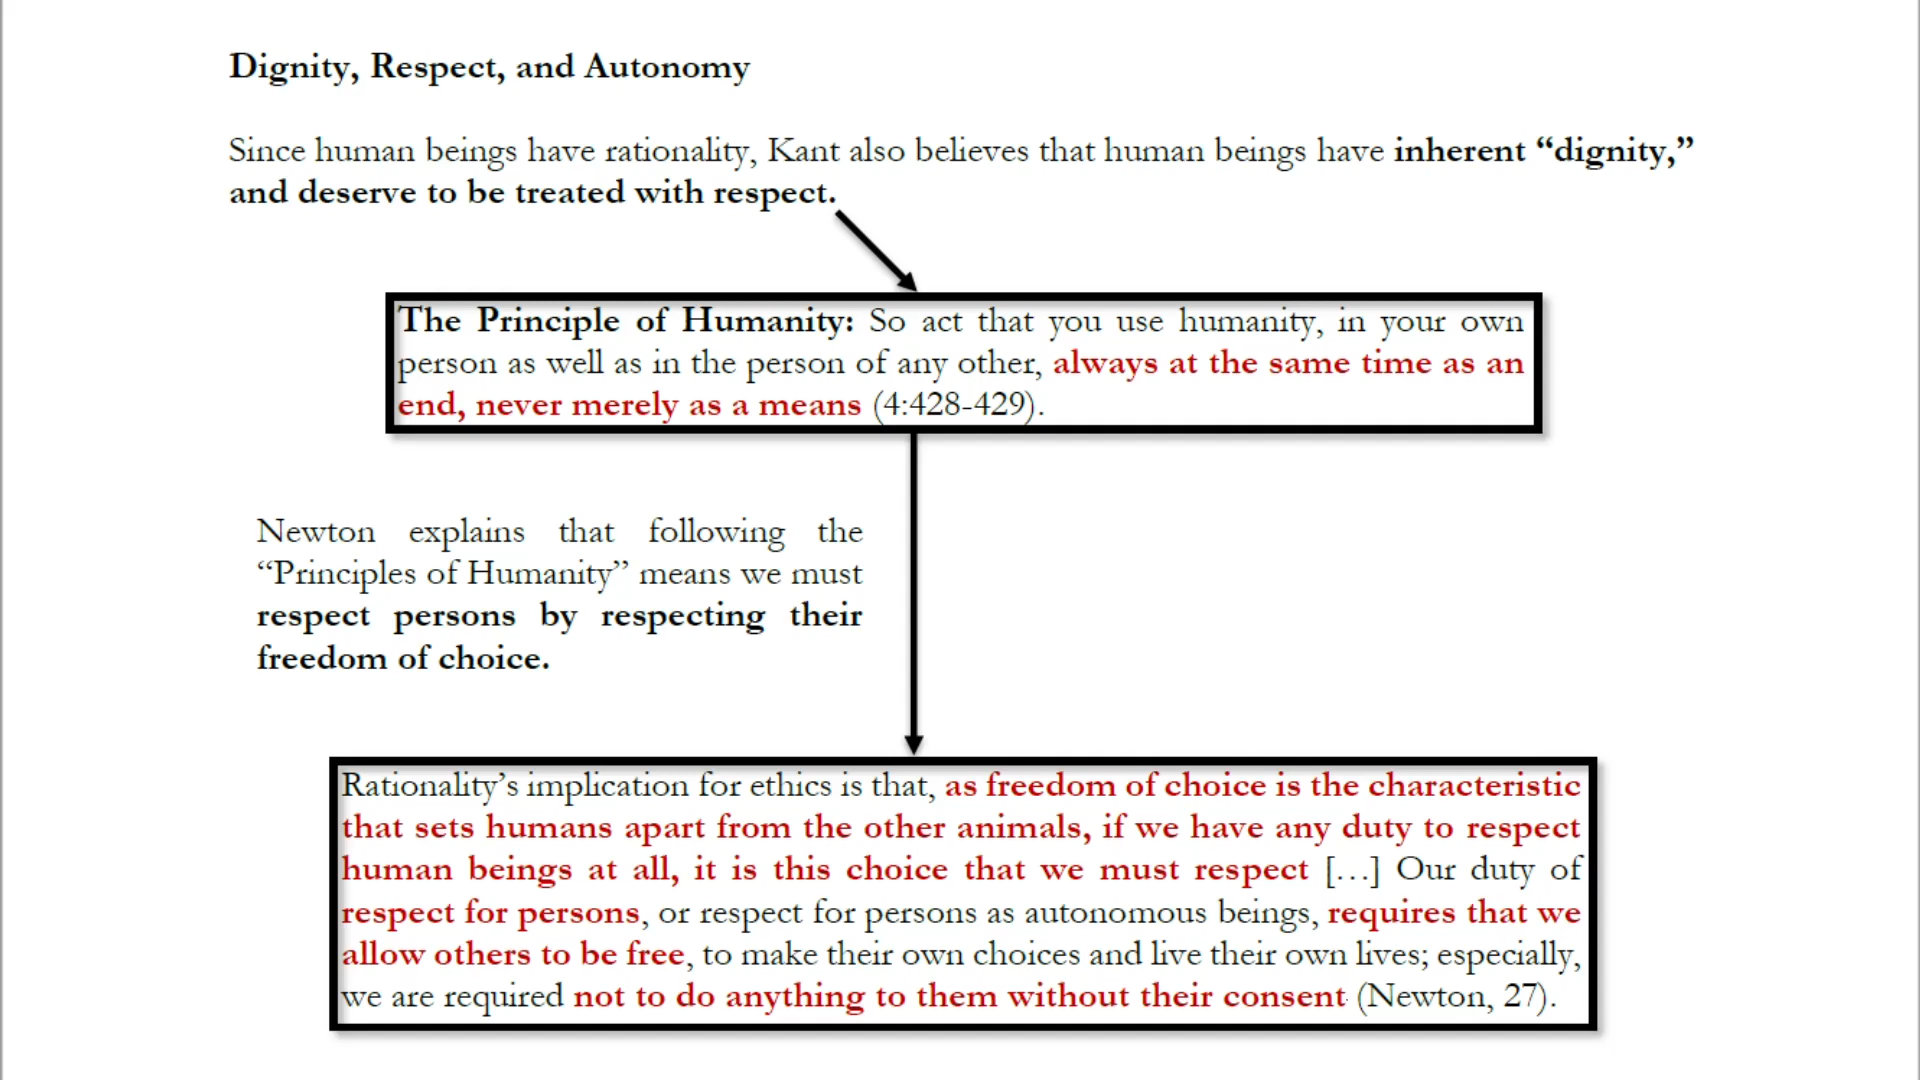 Dignity, Respect, and Autonomy
Since human beings have rationality, Kant also believes that human beings have inherent “dignity,”
and deserve to be treated with respect.
The Principle of Humanity: So act that you use humanity, in your own
person as well as in the person of any other, always at the same time as an
end, never merely as a means (4:428-429).
Newton explains that following the
“Principles of Humanity” means we must
respect persons by respecting their
freedom of choice.
Rationality’s implication for ethics is that, as freedom of choice is the characteristic
that sets humans apart from the other animals, if we have any duty to respect
human beings at all, it is this choice that we must respect […] Our duty of
respect for persons, or respect for persons as autonomous beings, requires that we
allow others to be free, to make their own choices and live their own lives; especially,
we are required not to do anything to them without their consent (Newton, 27).